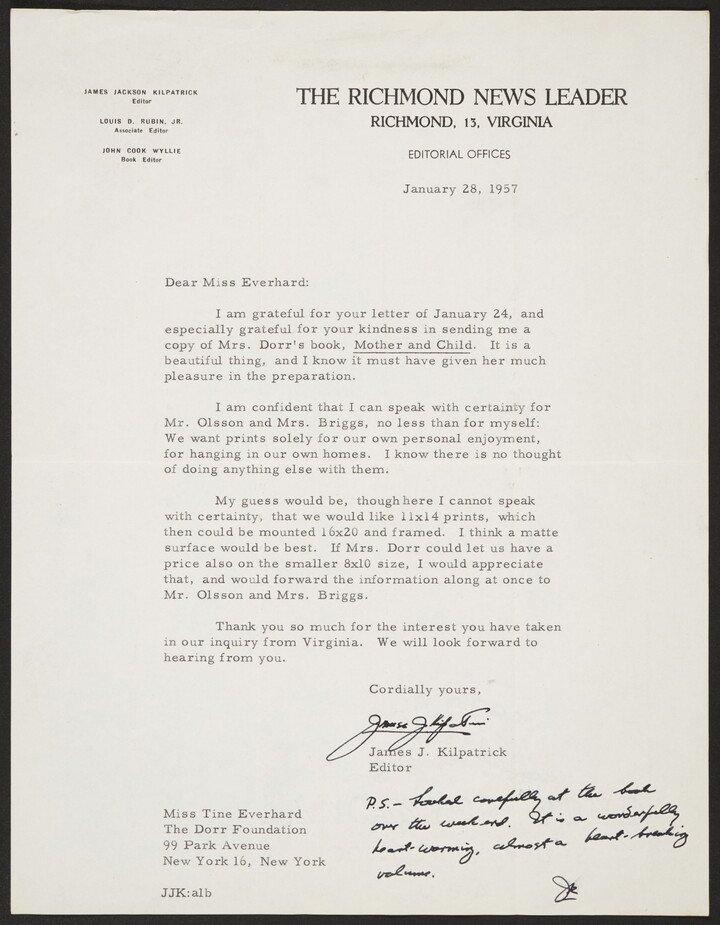 JAMES JACKSON KILPATRICK
Editor
LOUIS D. RUBIN, JR.
Associate Editor
JOHN COOK WYLLIE
Book Editor
THE RICHMOND NEWS LEADER
RICHMOND, 13, VIRGINIA
EDITORIAL OFFICES
January 28, 1957
Dear Miss Everhard:
I am grateful for your letter of January 24, and
especially grateful for your kindness in sending me a
copy of Mrs. Dorr's book, Mother and Child. It is a
beautiful thing, and I know it must have given her much
pleasure in the preparation.
I am confident that I can speak with certainty for
Mr. Olsson and Mrs. Briggs, no less than for myself:
We want prints solely for our own personal enjoyment,
for hanging in our own homes. I know there is no thought
of doing anything else with them.
My guess would be, though here I cannot speak
with certainty, that we would like 11x14 prints, which
then could be mounted 16x20 and framed. I think a matte
surface would be best. If Mrs. Dorr could let us have a
price also on the smaller 8x10 size, I would appreciate
that, and would forward the information along at once to
Mr. Olsson and Mrs. Briggs.
Thank you so much for the interest you have taken
in our inquiry from Virginia. We will look forward to
hearing from you.
Cordially yours,
James J. Kilpatrick
James J. Kilpatrick
Editor
P.S. – Looked carefully at the book
over the weekend. It is a wonderfully
heart-warming, almost a heart-breaking
volume.
JK
Miss Tine Everhard
The Dorr Foundation
99 Park Avenue
New York 16, New York
JJK:alb